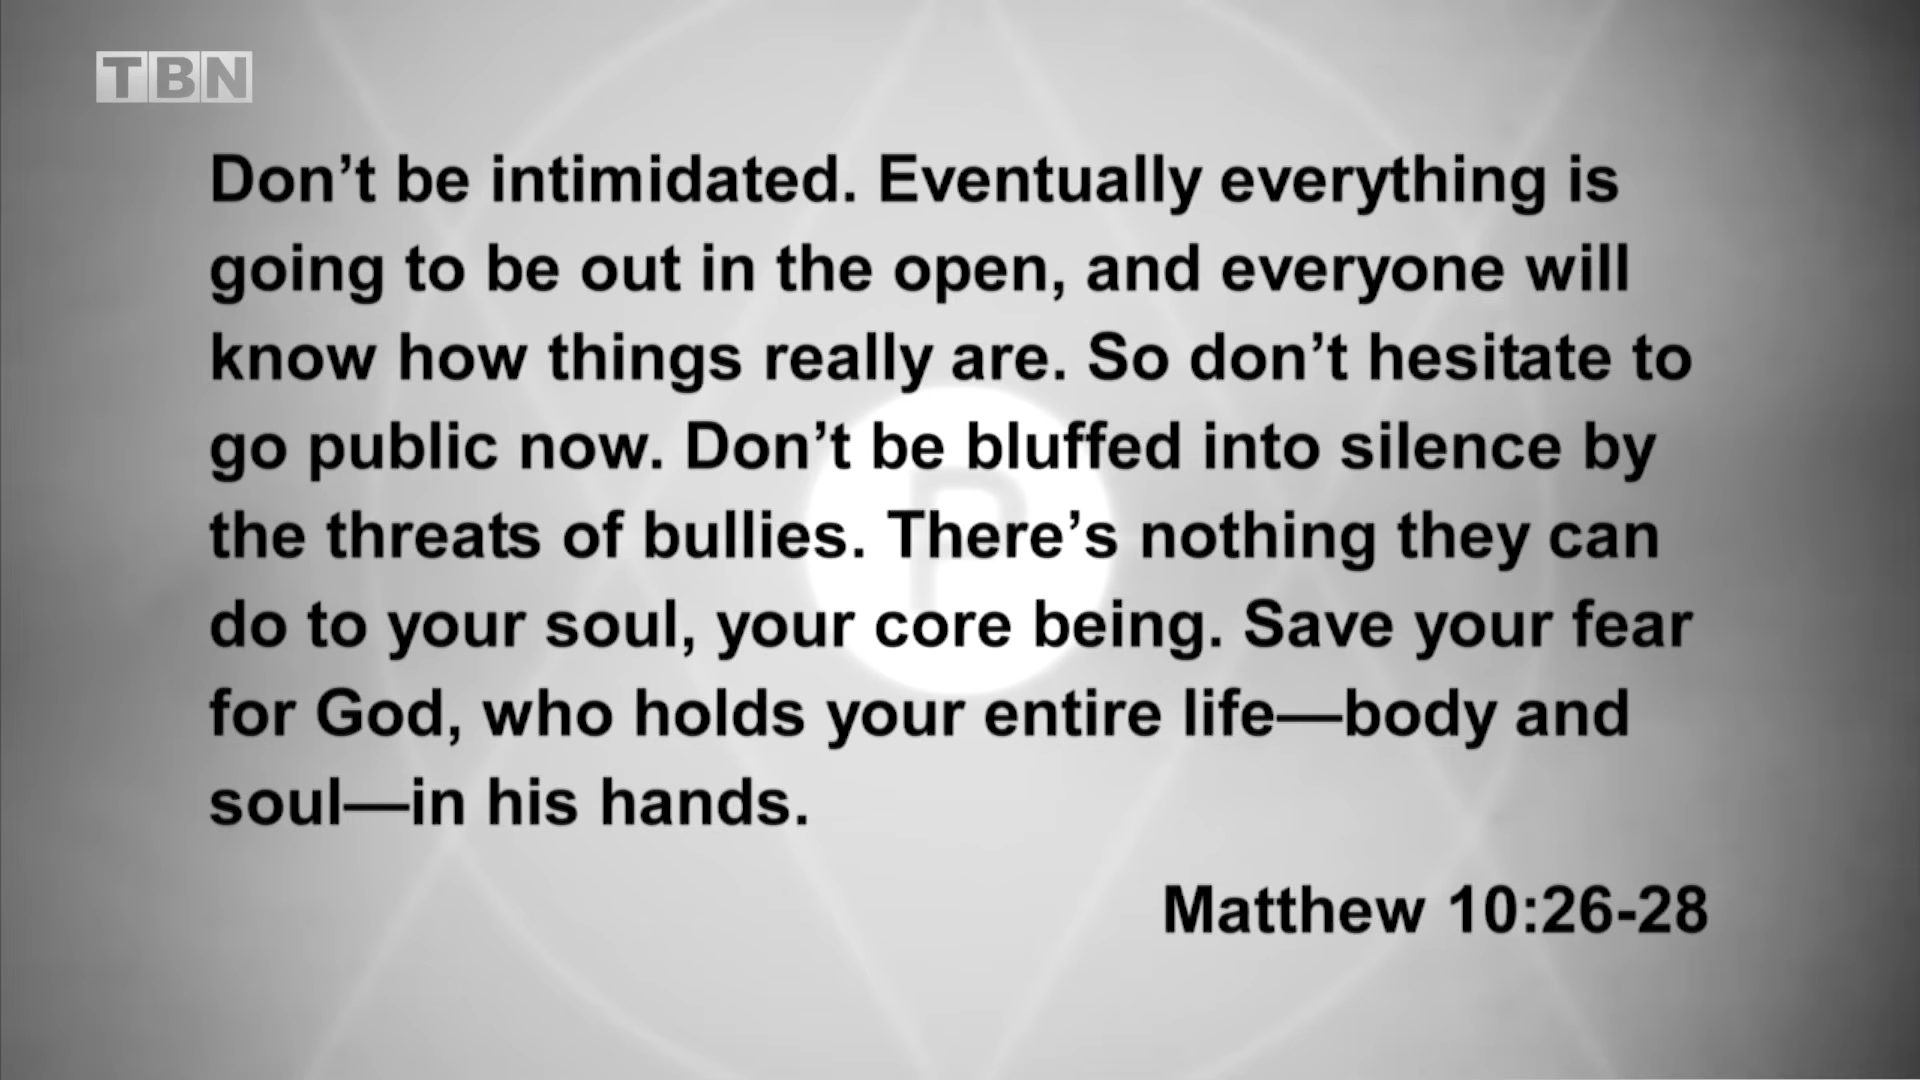 TBN
Don’t be intimidated. Eventually everything is
going to be out in the open, and everyone will
know how things really are. So don’t hesitate to
go public now. Don’t be bluffed into silence by
the threats of bullies. There’s nothing they can
do to your soul, your core being. Save your fear
for God, who holds your entire life—body and
soul—in his hands.
Matthew 10:26-28
P